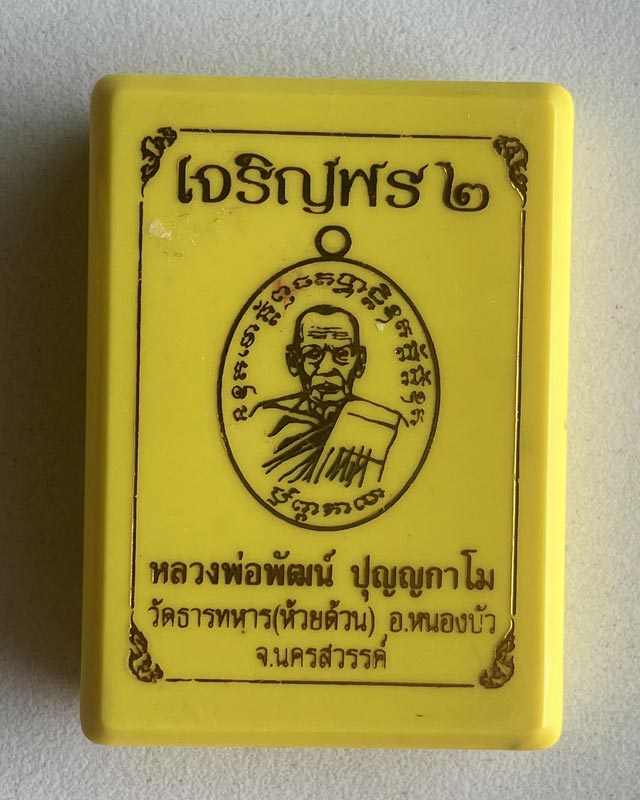 เจริญพร ๒
หลวงพ่อพัฒน์ ปุญญกาโม
วัดธารทหาร(ห้วยด้วน) อ.หนองบัว
จ.นครสวรรค์